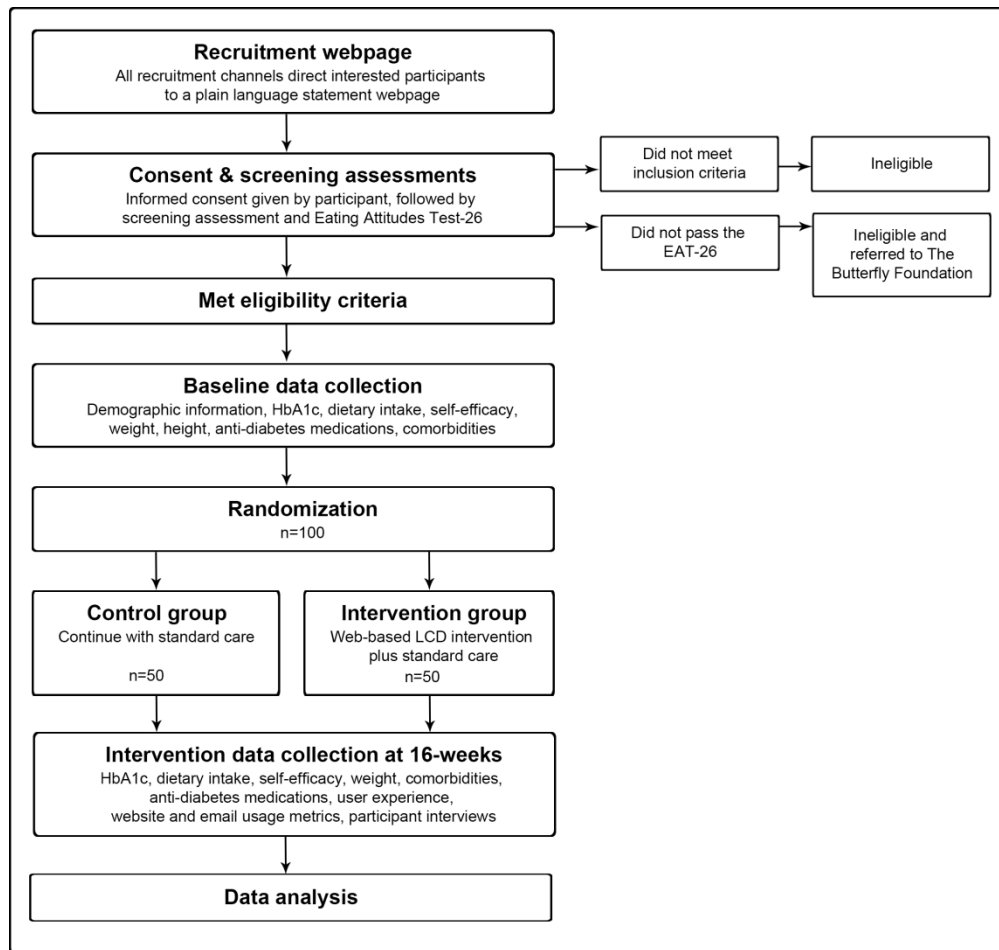 Recruitment webpage
All recruitment channels direct interested participants
to a plain language statement webpage
Consent & screening assessments
Informed consent given by participant, followed by
screening assessment and Eating Attitudes Test-26
Did not meet
inclusion criteria
Ineligible
Did not pass the
EAT-26
Ineligible and
referred to The
Butterfly Foundation
Met eligibility criteria
Baseline data collection
Demographic information, HbA1c, dietary intake, self-efficacy,
weight, height, anti-diabetes medications, comorbidities
Randomization
n=100
Control group
Continue with standard care
n=50
Intervention group
Web-based LCD intervention
plus standard care
n=50
Intervention data collection at 16-weeks
HbA1c, dietary intake, self-efficacy, weight, comorbidities,
anti-diabetes medications, user experience,
website and email usage metrics, participant interviews
Data analysis